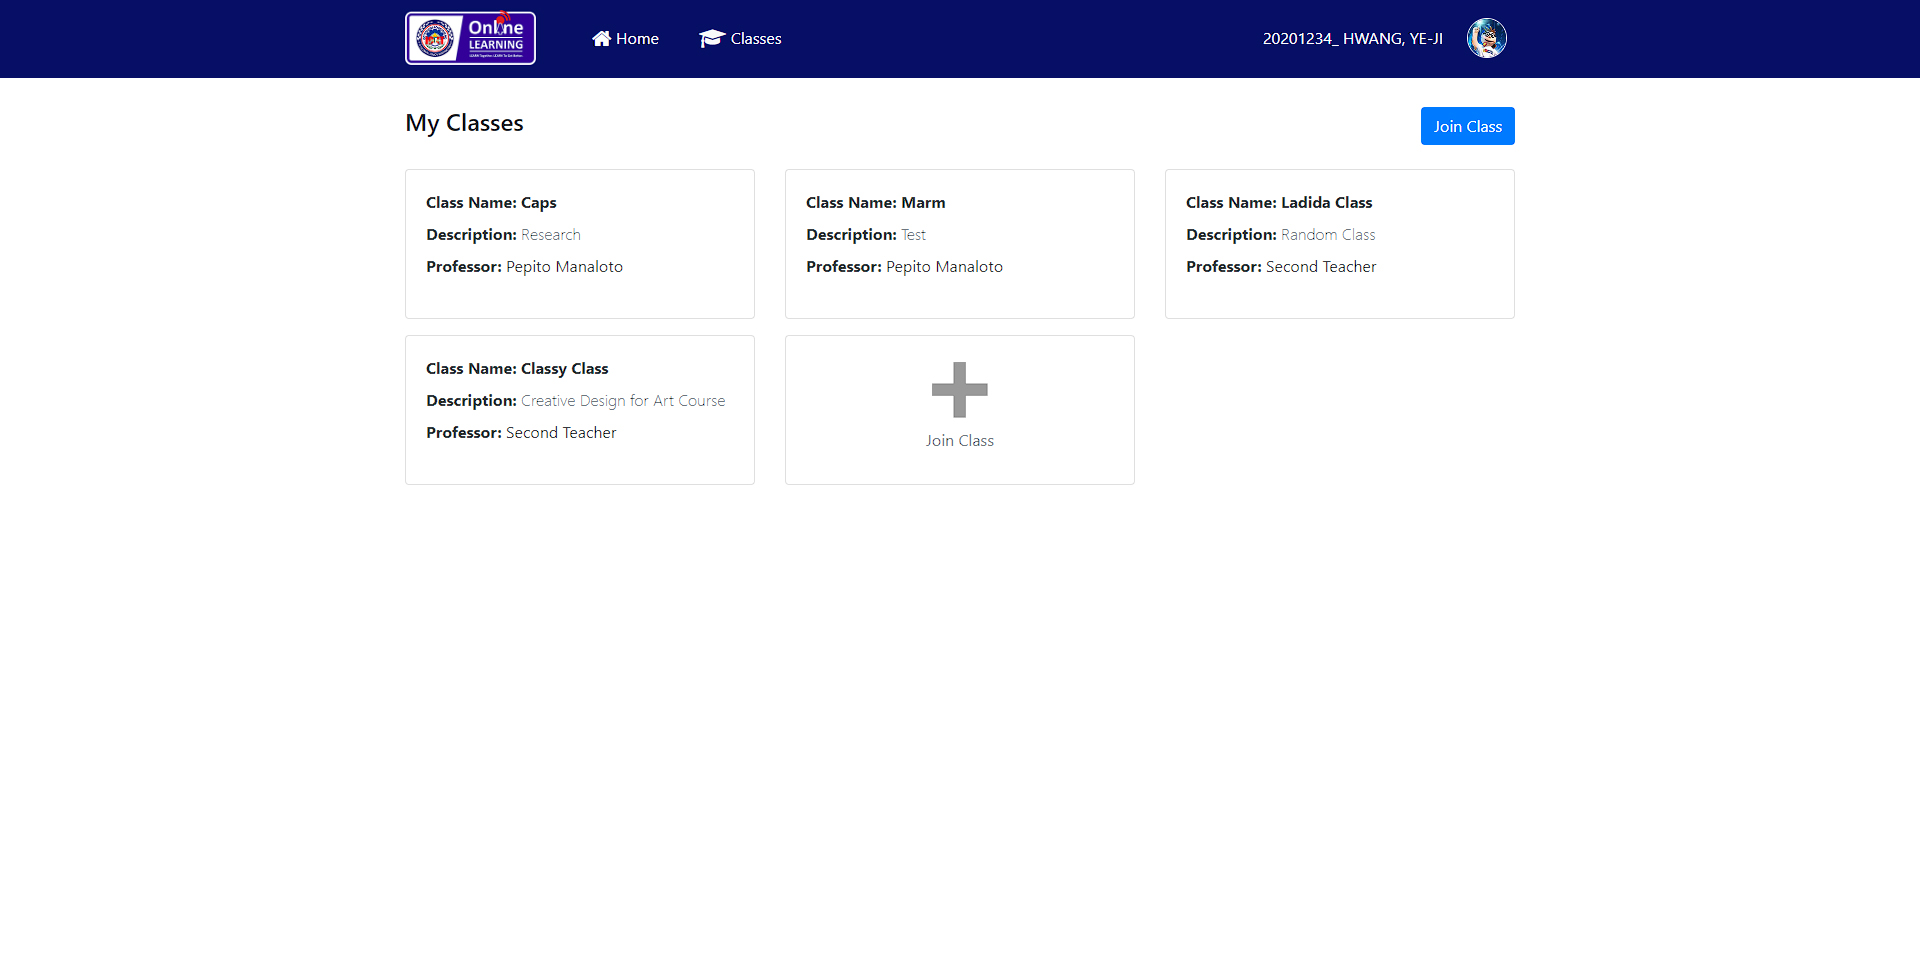 Online
LEARNING
Home
Classes
20201234_ HWANG, YE-JI
My Classes
Join Class
Class Name: Caps
Description: Research
Professor: Pepito Manaloto
Class Name: Marm
Description: Test
Professor: Pepito Manaloto
Class Name: Ladida Class
Description: Random Class
Professor: Second Teacher
Class Name: Classy Class
Description: Creative Design for Art Course
Professor: Second Teacher
Join Class